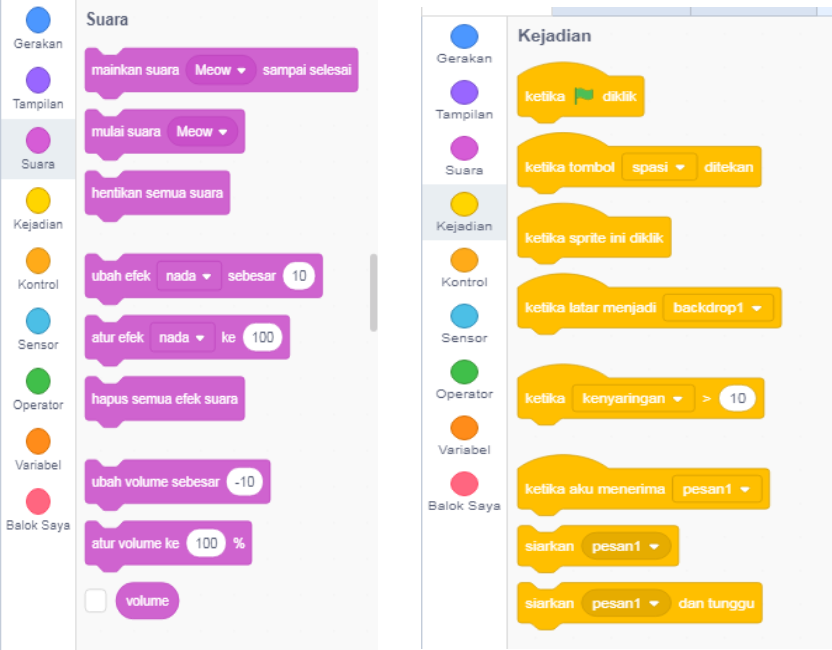 Gerakan
Tampilan
Suara
Kejadian
Kontrol
Sensor
Operator
Variabel
Balok Saya
Suara
mainkan suara Meow sampai selesai
mulai suara Meow
hentikan semua suara
ubah efek nada sebesar 10
atur efek nada ke 100
hapus semua efek suara
ubah volume sebesar -10
atur volume ke 100 %
volume
Gerakan
Tampilan
Suara
Kejadian
Kontrol
Sensor
Operator
Variabel
Balok Saya
Kejadian
ketika diklik
ketika tombol spasi ditekan
ketika sprite ini diklik
ketika latar menjadi backdrop1
ketika kenyaringan > 10
ketika aku menerima pesan1
siarkan pesan1
siarkan pesan1 dan tunggu